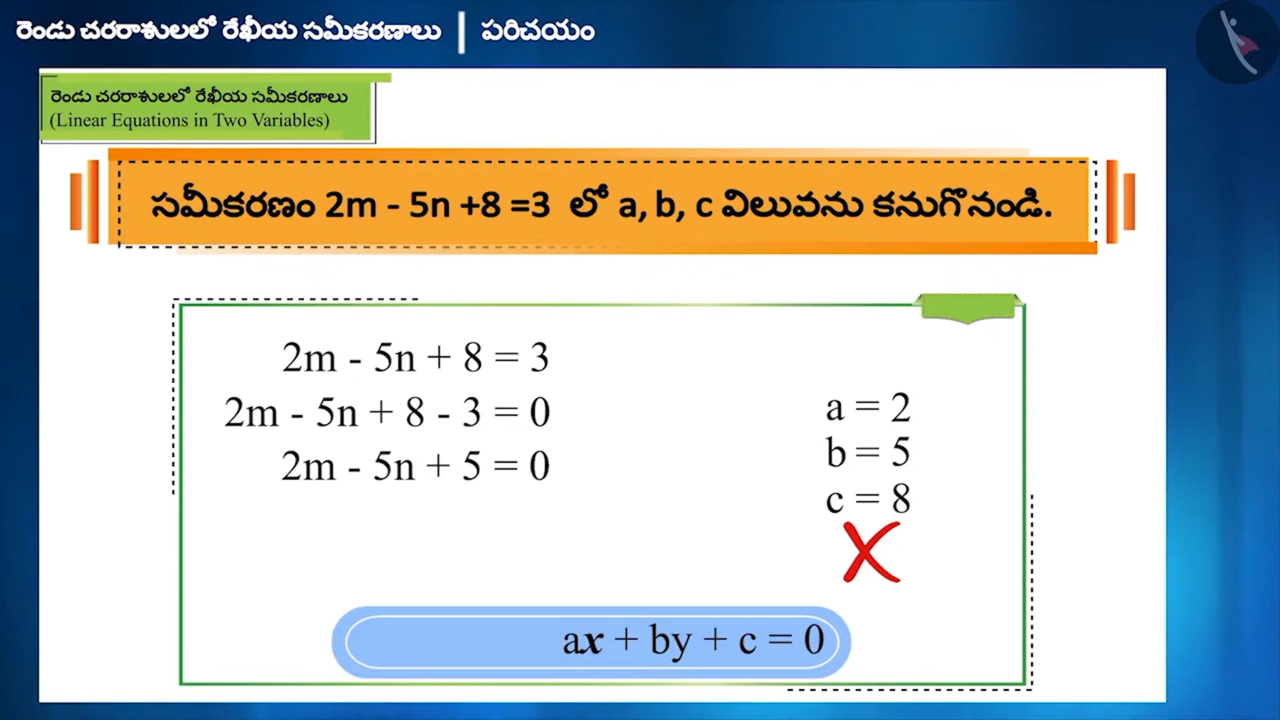 రెండు చరరాశులలో రేఖీయ సమీకరణాలు | పరిచయం
రెండు చరరాశులలో రేఖీయ సమీకరణాలు
(Linear Equations in Two Variables)
సమీకరణం 2m - 5n +8 =3 లో a, b, c విలువను కనుగొనండి.
2m - 5n + 8 = 3
2m - 5n + 8 - 3 = 0
2m - 5n + 5 = 0
a = 2
b = 5
c = 8
ax + by + c = 0